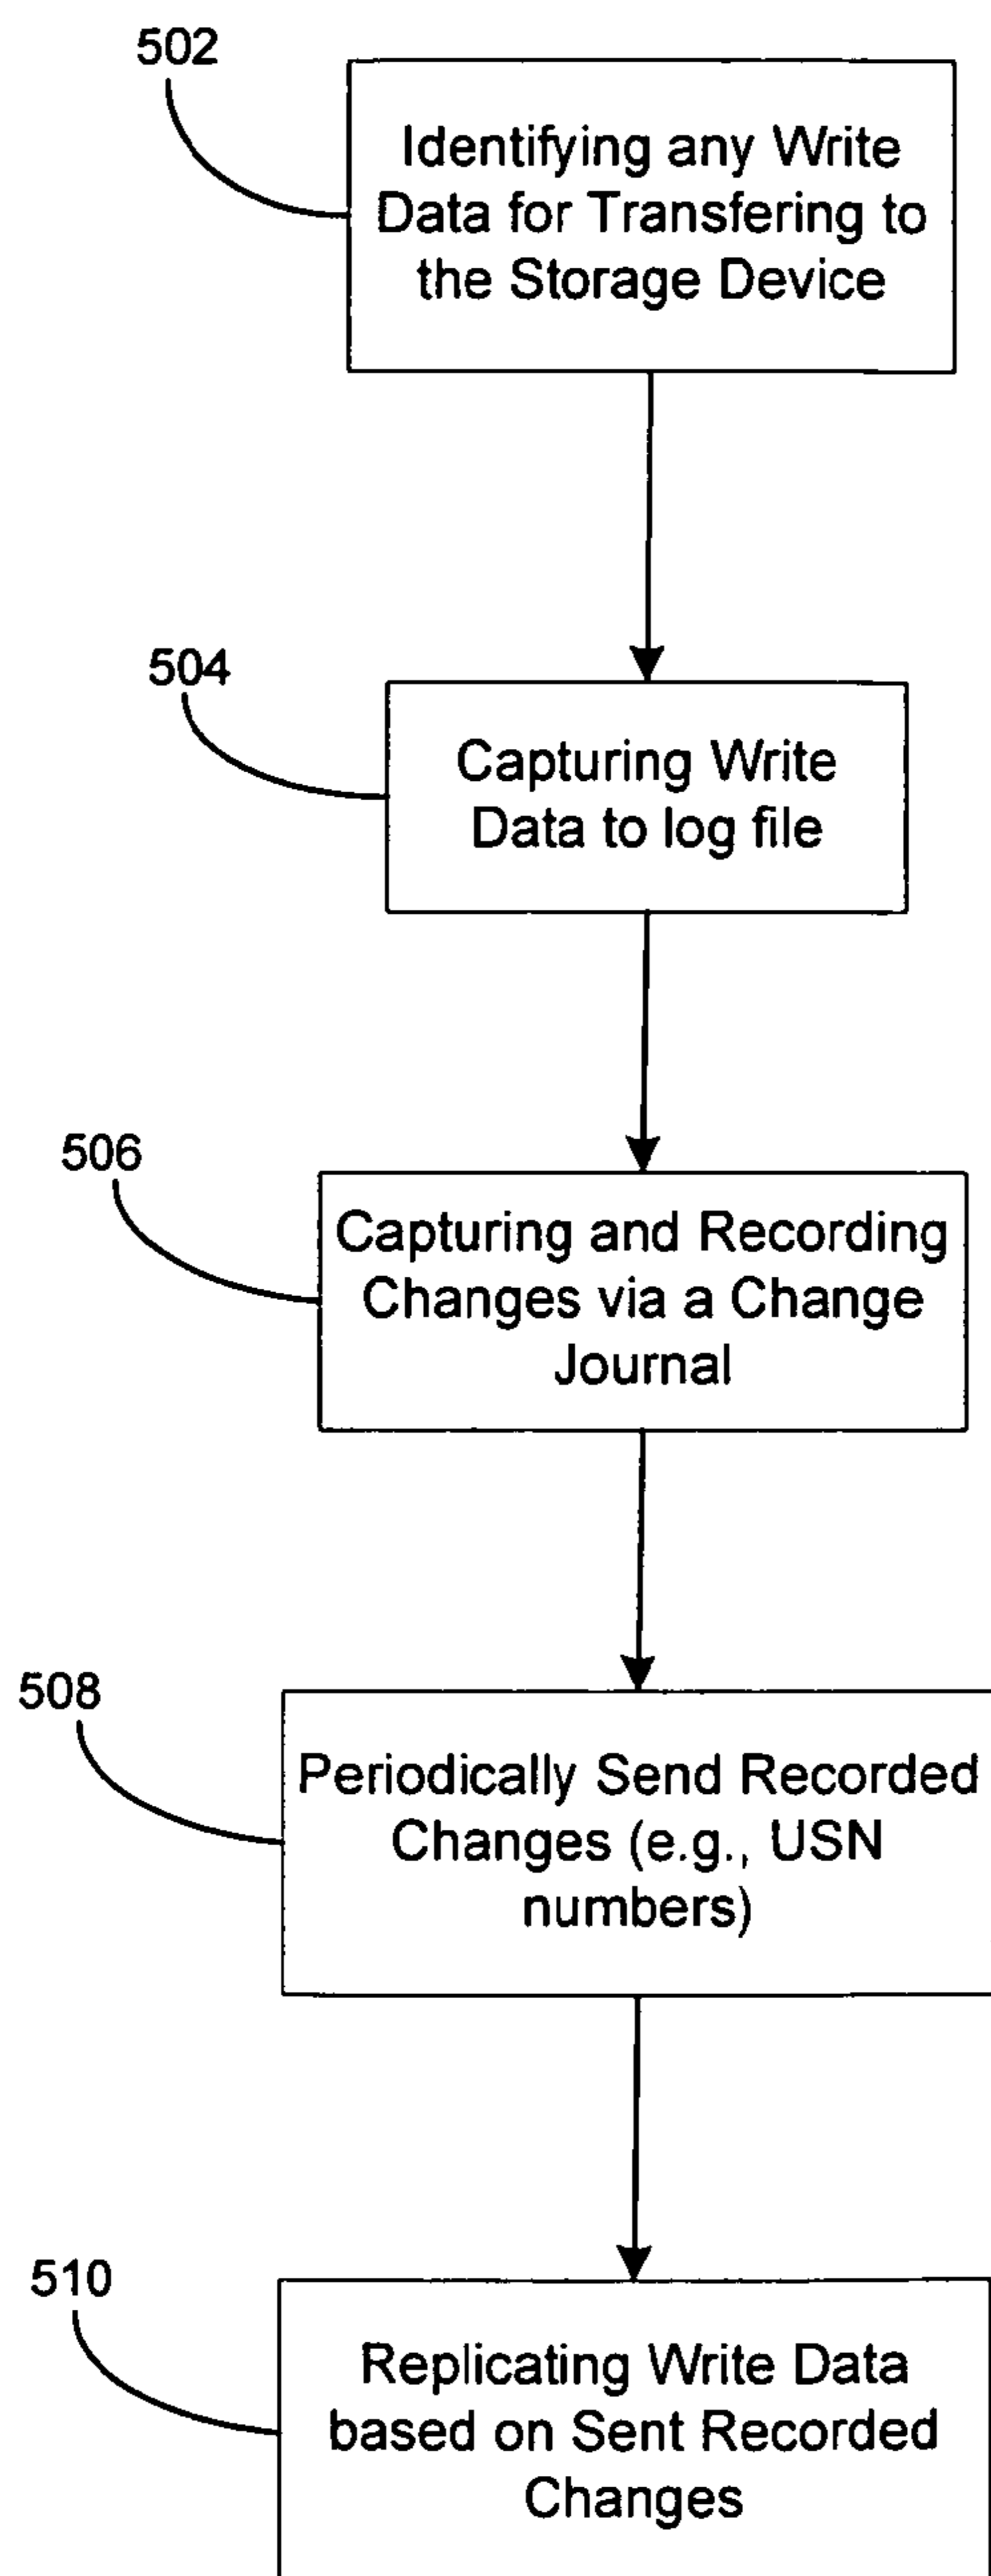 502
Identifying any Write
Data for Transfering to
the Storage Device
504
Capturing Write
Data to log file
506
Capturing and Recording
Changes via a Change
Journal
508
Periodically Send Recorded
Changes (e.g., USN
numbers)
510
Replicating Write Data
based on Sent Recorded
Changes